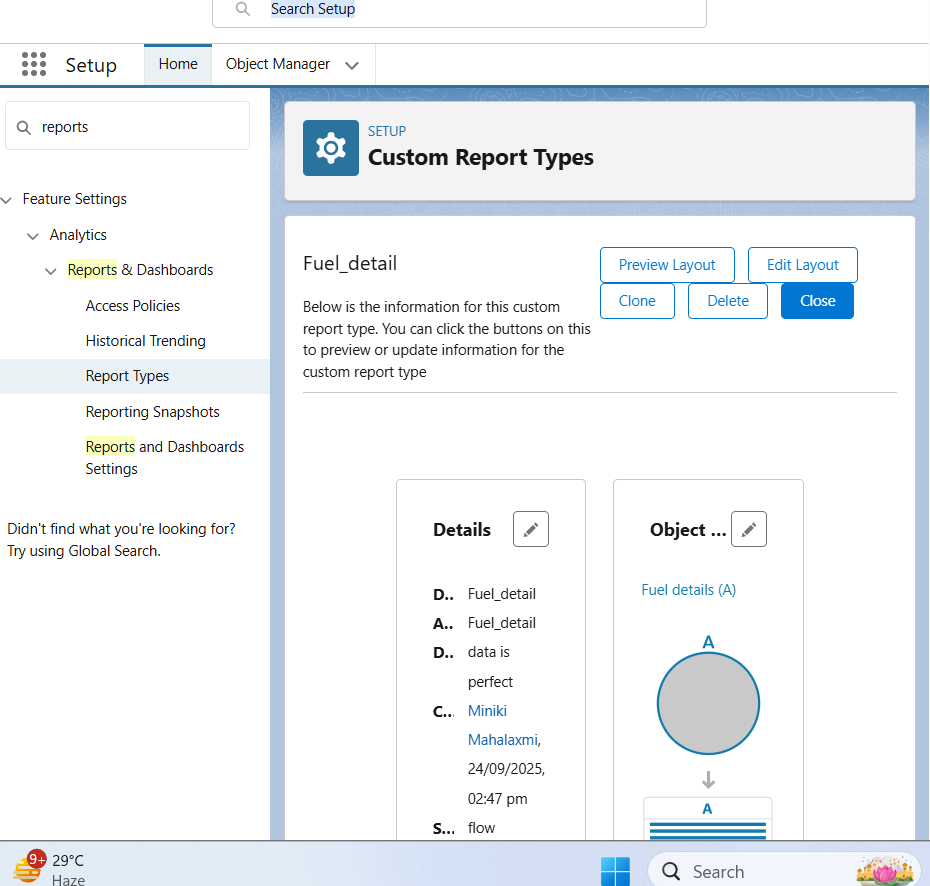 Search Setup
Setup
Home
Object Manager
reports
Feature Settings
Analytics
Reports & Dashboards
Access Policies
Historical Trending
Report Types
Reporting Snapshots
Reports and Dashboards
Settings
Didn't find what you're looking for?
Try using Global Search.
SETUP
Custom Report Types
Fuel_detail
Preview Layout
Edit Layout
Clone
Delete
Close
Below is the information for this custom
report type. You can click the buttons on this
to preview or update information for the
custom report type
Details
D.. Fuel_detail
A.. Fuel_detail
D.. data is
perfect
C... Miniki
Mahalaxmi,
24/09/2025,
02:47 pm
S... flow
Object ...
Fuel details (A)
A
A
9+
29°C
Haze
Search